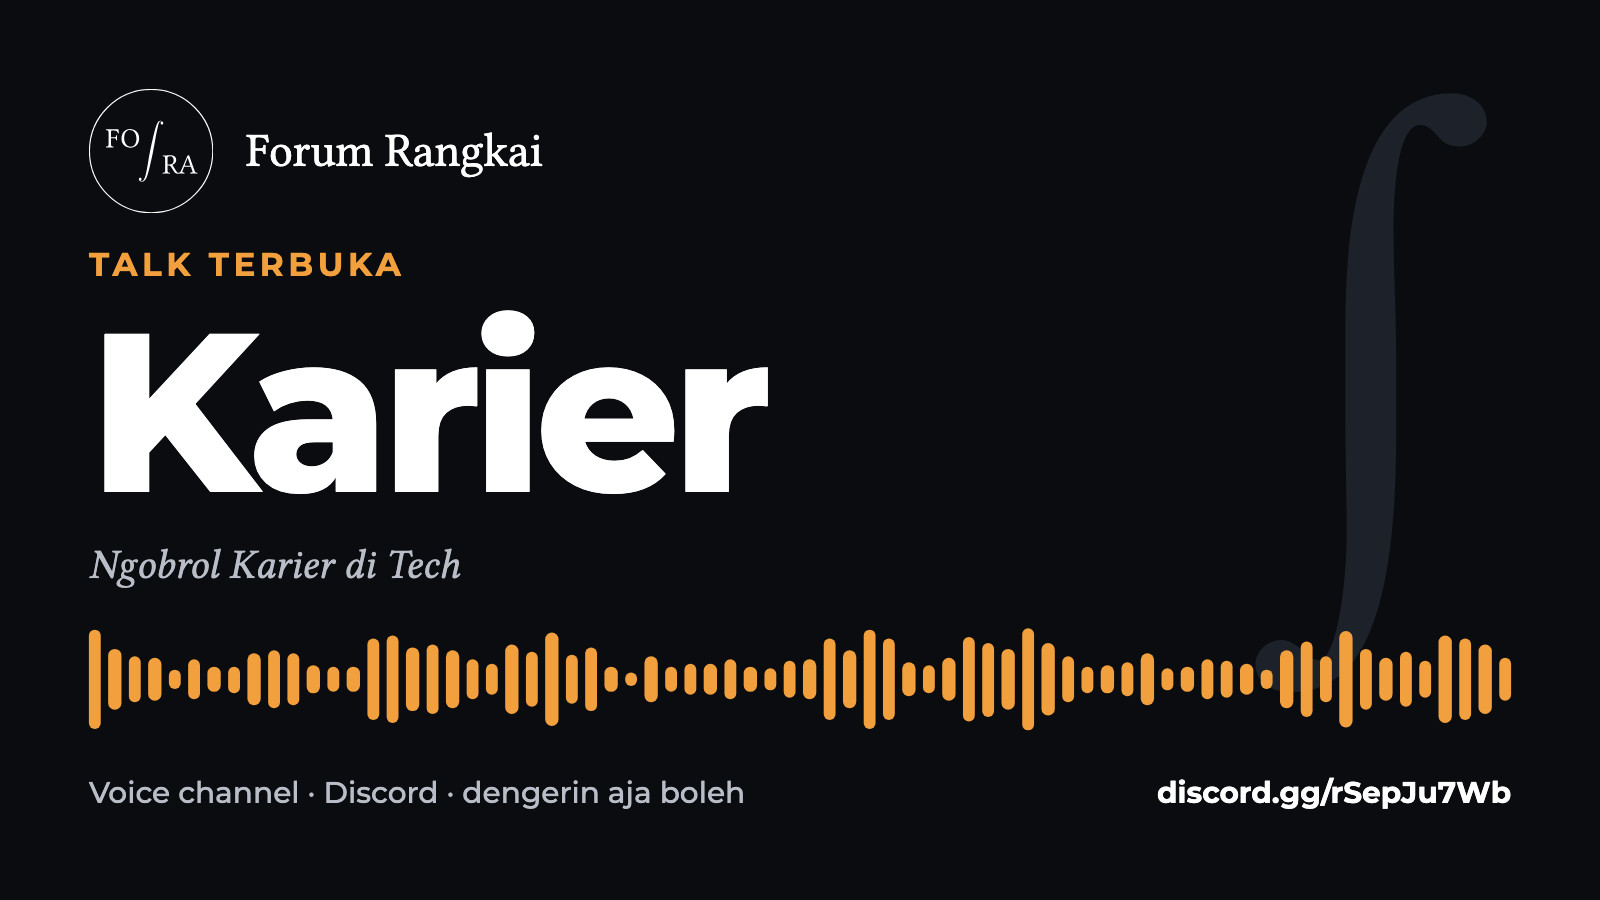 FO∫RA
Forum Rangkai
TALK TERBUKA
Karier
Ngobrol Karier di Tech
Voice channel · Discord · dengerin aja boleh
discord.gg/rSepJu7Wb